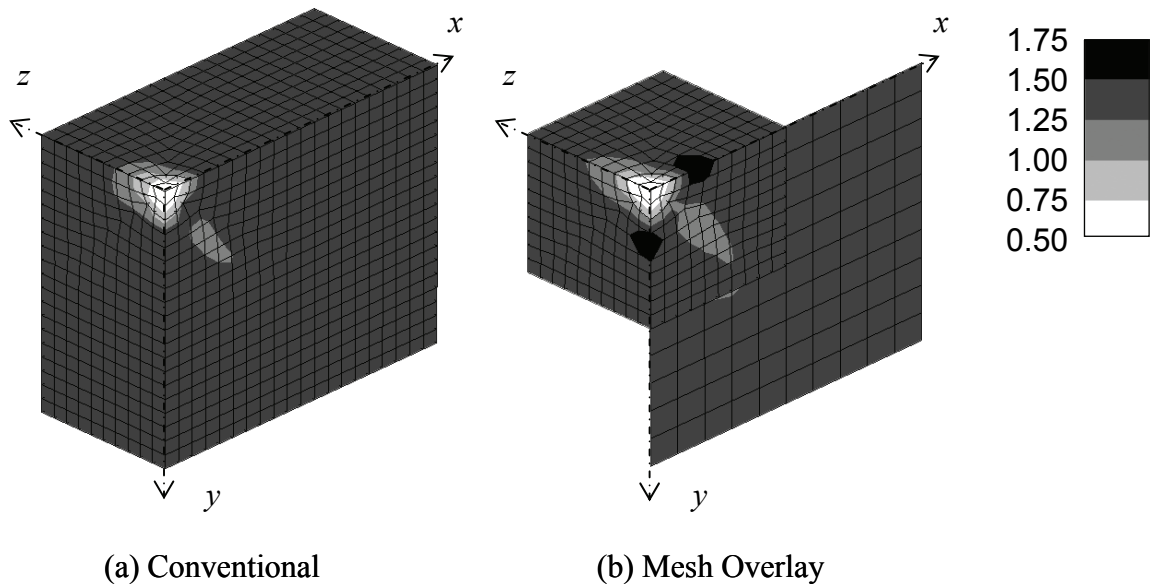 x
z
y
(a) Conventional
x
z
y
(b) Mesh Overlay
1.75
1.50
1.25
1.00
0.75
0.50